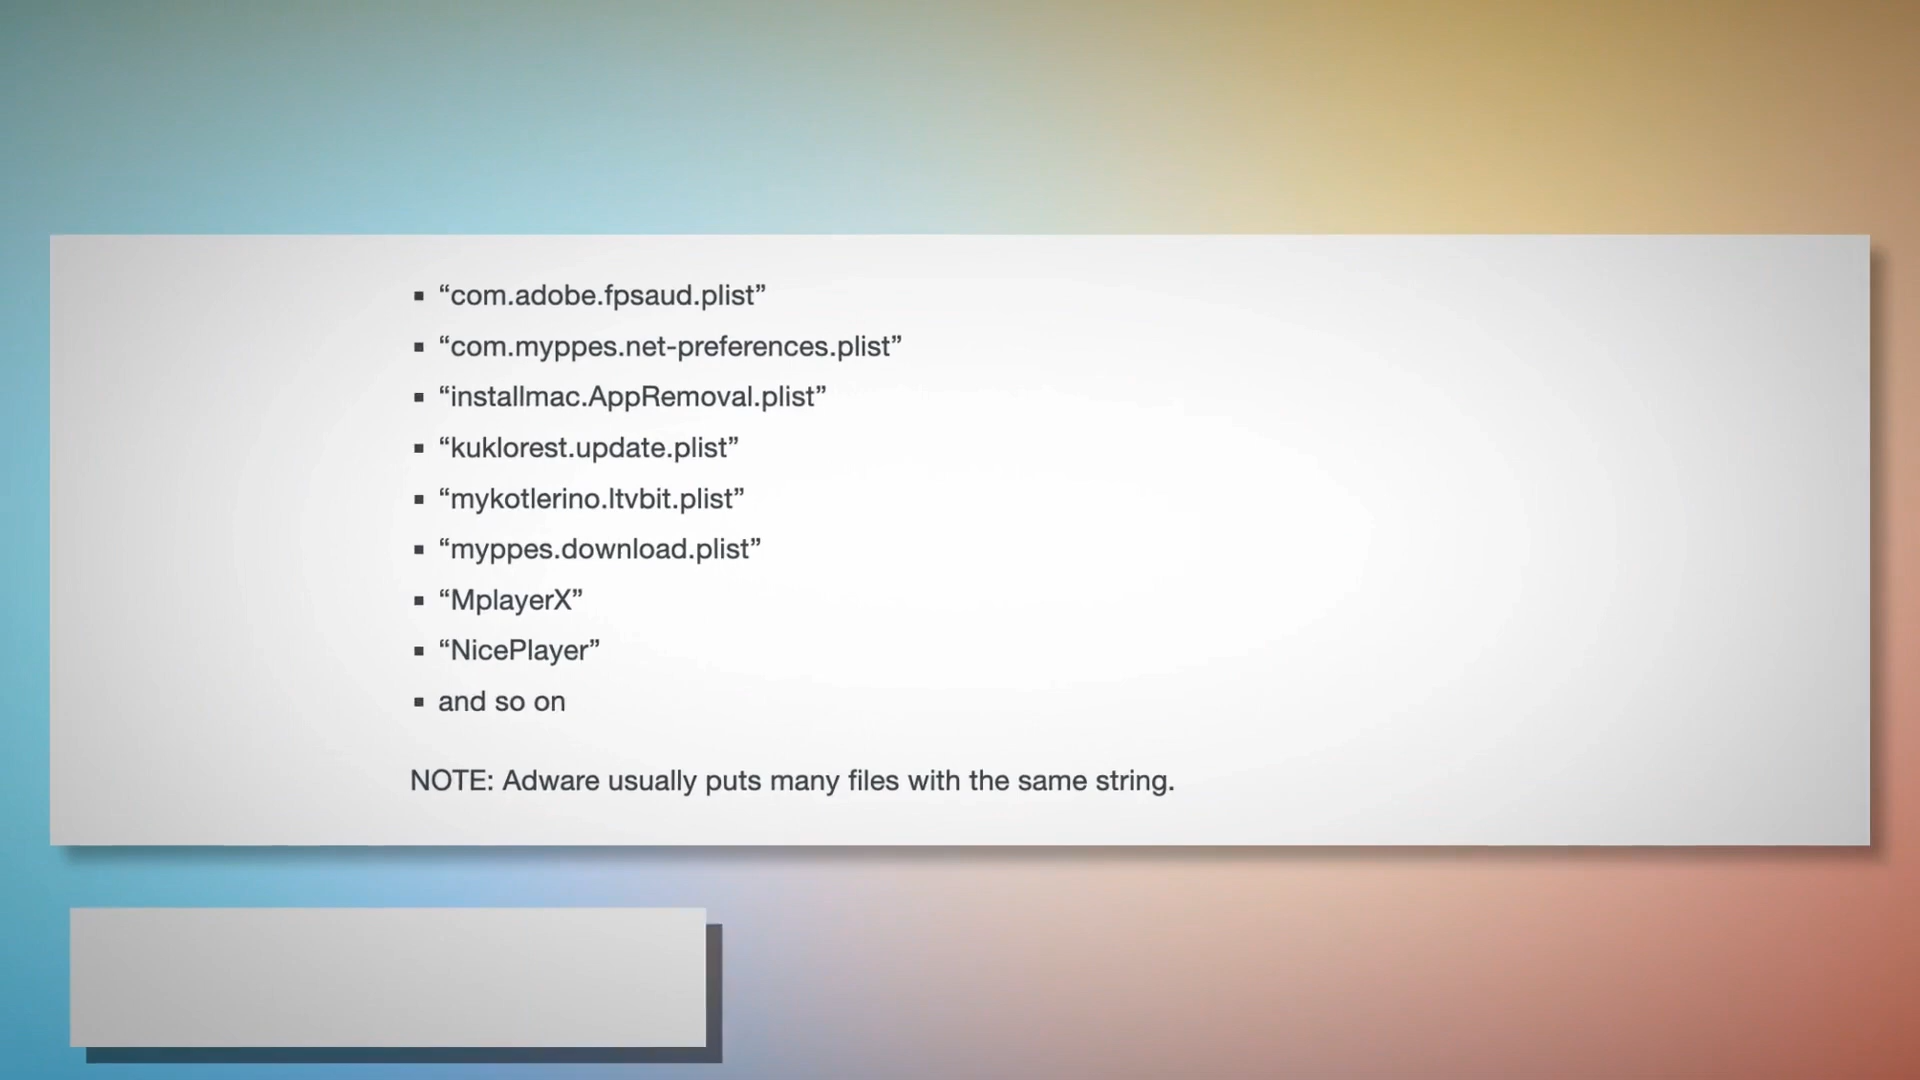 ▪ “com.adobe.fpsaud.plist”
▪ “com.myppes.net-preferences.plist”
▪ “installmac.AppRemoval.plist”
▪ “kuklorest.update.plist”
▪ “mykotlerino.ltvbit.plist”
▪ “myppes.download.plist”
▪ “MplayerX”
▪ “NicePlayer”
▪ and so on
NOTE: Adware usually puts many files with the same string.